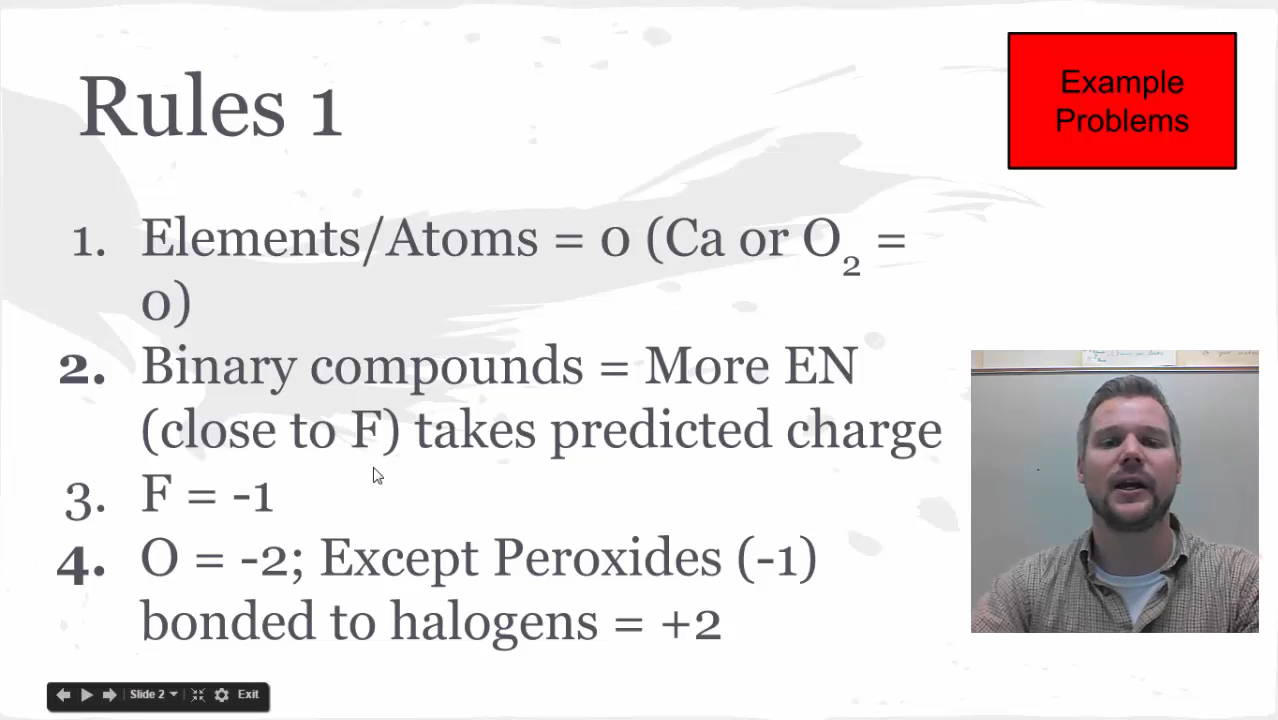 Rules 1
Example
Problems
1. Elements/Atoms = 0 (Ca or O₂ =
0)
2. Binary compounds = More EN
(close to F) takes predicted charge
3. F = -1
4. O = -2; Except Peroxides (-1)
bonded to halogens = +2
Slide 2
Exit